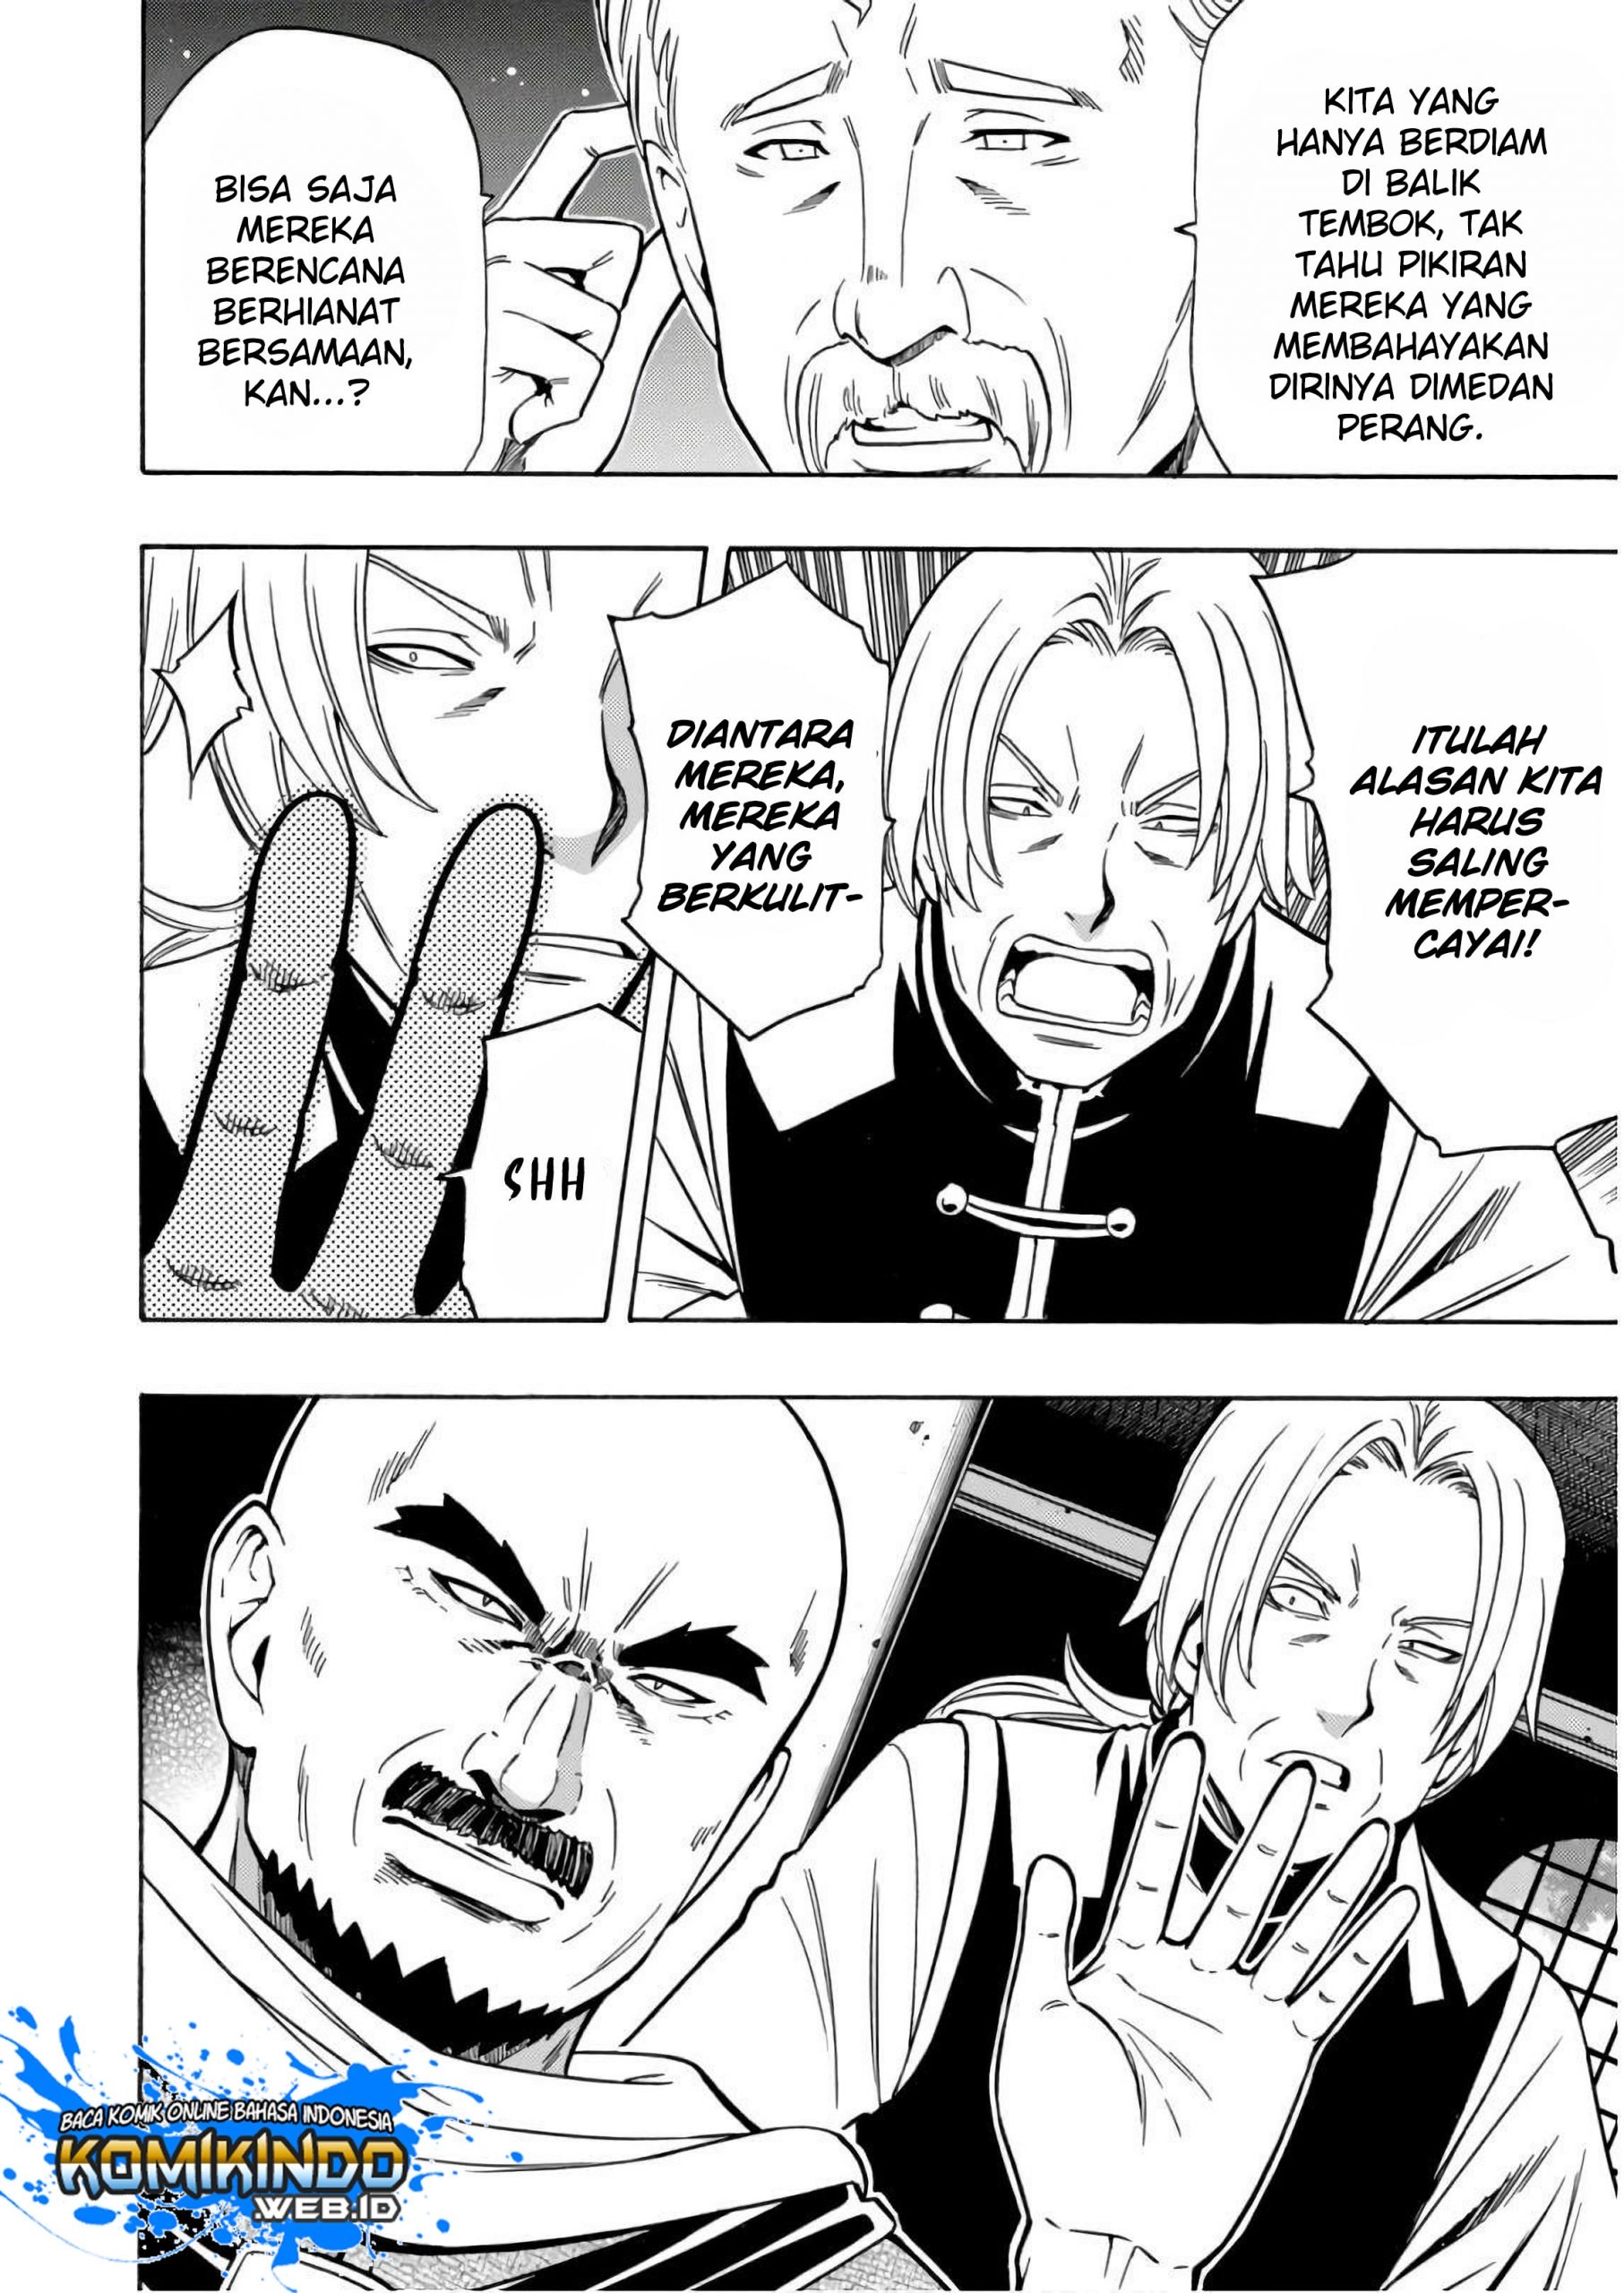 KITA YANG
HANYA BERDIAM
DI BALIK
TEMBOK, TAK
TAHU PIKIRAN
MEREKA YANG
MEMBAHAYAKAN
DIRINYA DIMEDAN
PERANG.
BISA SAJA
MEREKA
BERENCANA
BERHIANAT
BERSAMAAN,
KAN...?
ITULAH
ALASAN KITA
HARUS
SALING
MEMPER-
CAYAI!
DIANTARA
MEREKA,
MEREKA
YANG
BERKULIT-
SHH
BACA KOMIK ONLINE BAHASA INDONESIA
KOMIKINDO
.WEB.ID